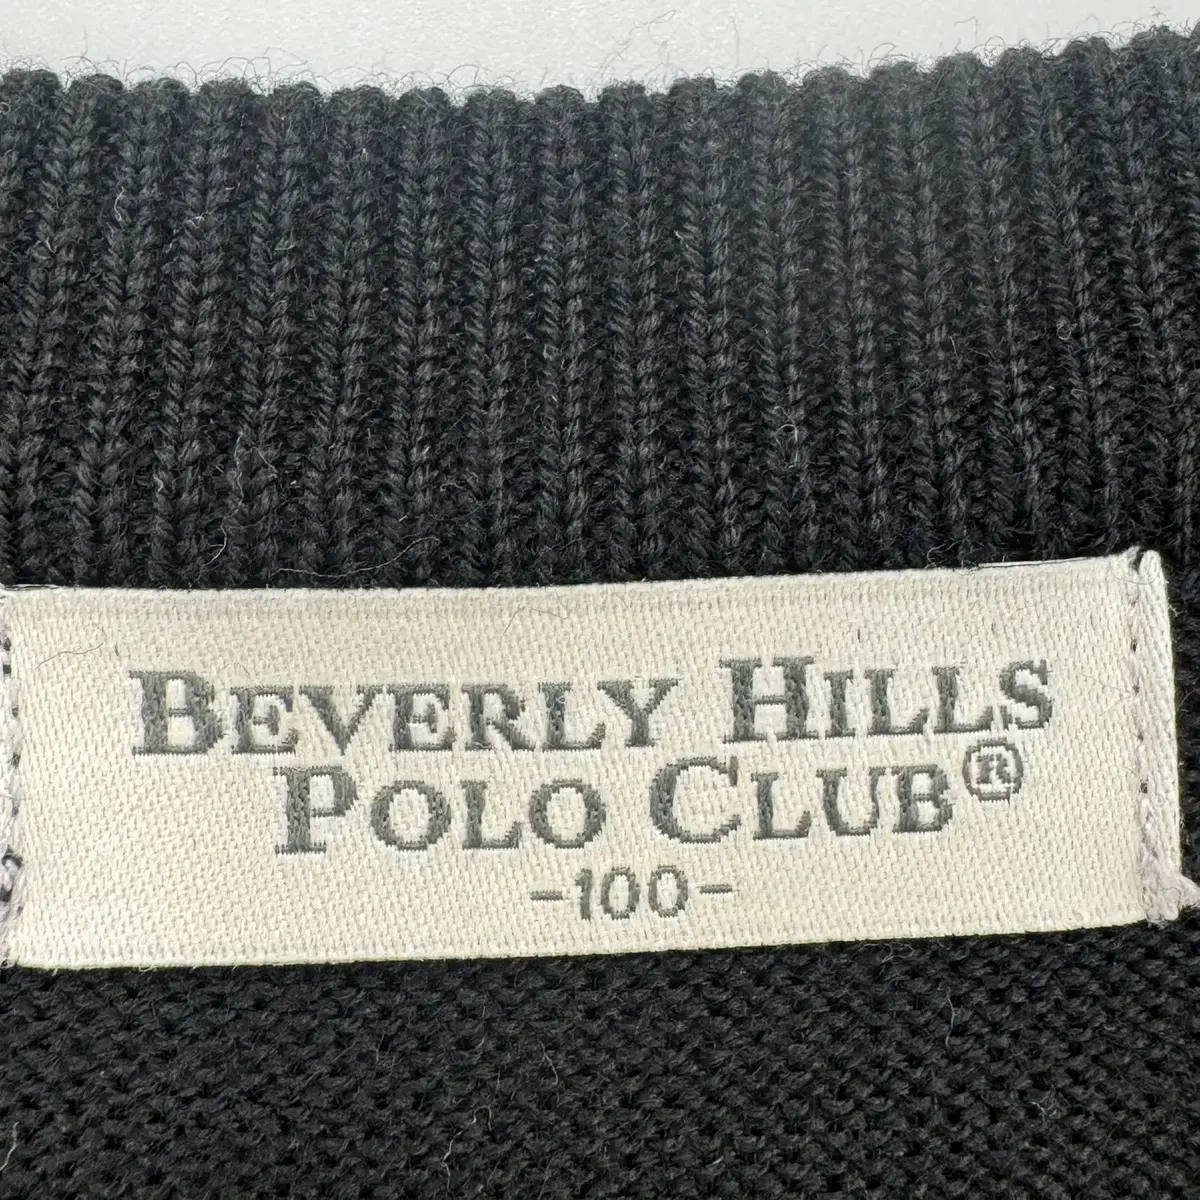 BEVERLY HILLS
POLO CLUB®
-100-